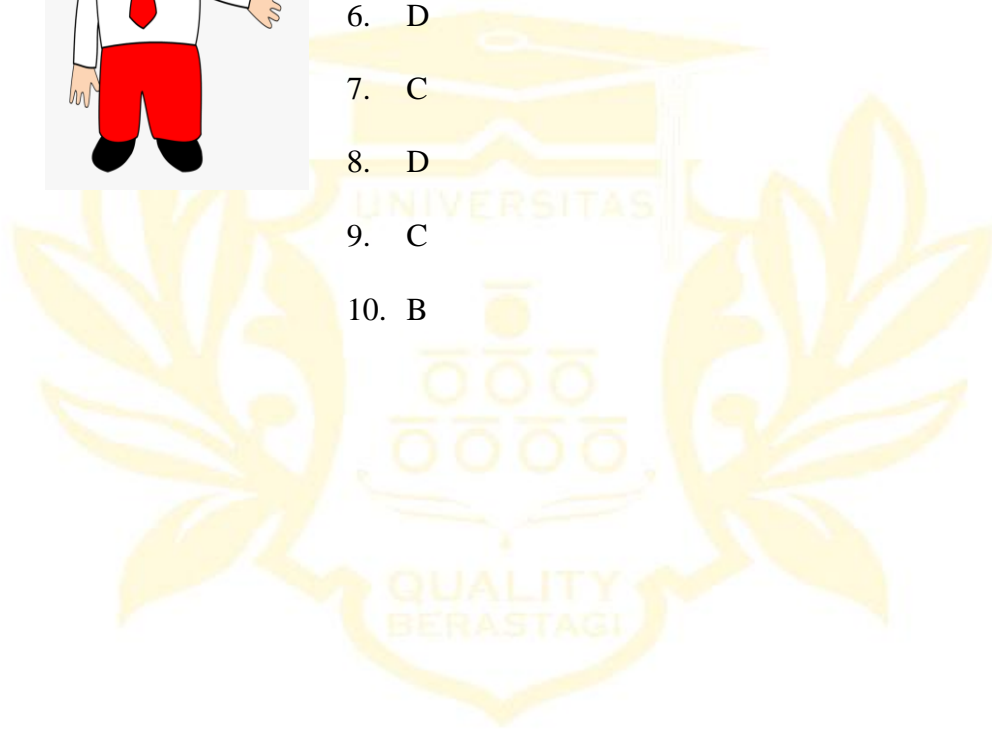 6. D
7. C
8. D
UNIVERSITAS
9. C
10. B
QUALITY
BERASTAGI